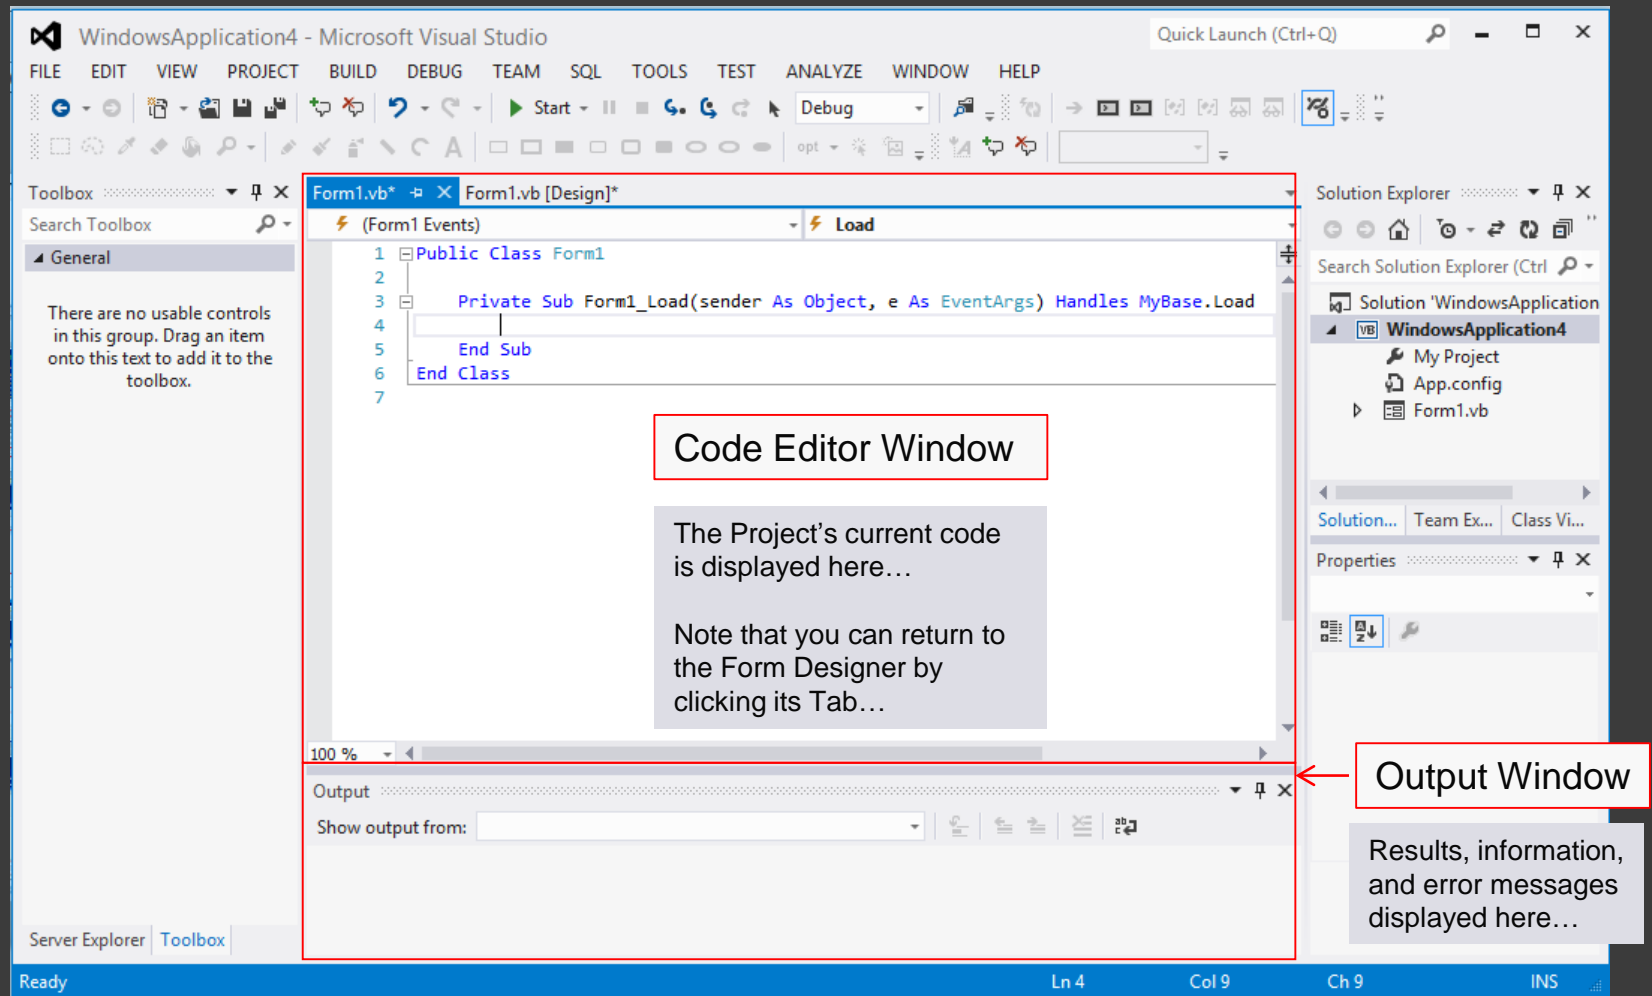 WindowsApplication4 - Microsoft Visual Studio
Quick Launch (Ctrl+Q)
FILE EDIT VIEW PROJECT BUILD DEBUG TEAM SQL TOOLS TEST ANALYZE WINDOW HELP
Start Debug
A opt
Toolbox
Search Toolbox
General
There are no usable controls
in this group. Drag an item
onto this text to add it to the
toolbox.
Server Explorer Toolbox
Form1.vb* Form1.vb [Design]*
(Form1 Events) Load
1 Public Class Form1
2
3 Private Sub Form1_Load(sender As Object, e As EventArgs) Handles MyBase.Load
4
5 End Sub
6 End Class
7
Code Editor Window
The Project’s current code
is displayed here…
Note that you can return to
the Form Designer by
clicking its Tab…
100 %
Output
Show output from:
Solution Explorer
Search Solution Explorer (Ctrl
Solution 'WindowsApplication
VB WindowsApplication4
My Project
App.config
Form1.vb
Solution... Team Ex... Class Vi...
Properties
Output Window
Results, information,
and error messages
displayed here…
Ready Ln 4 Col 9 Ch 9 INS